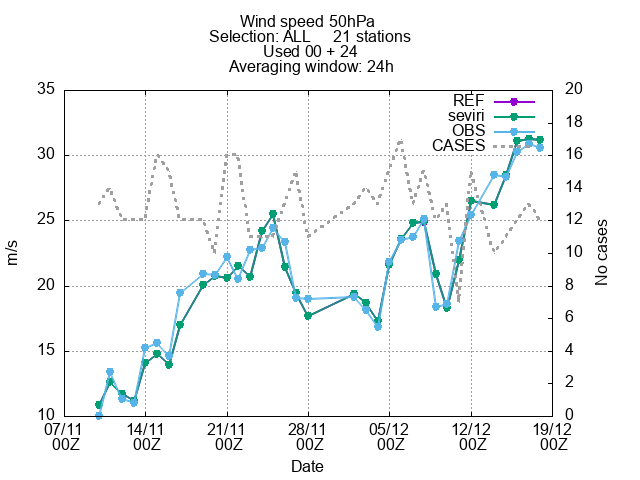 Wind speed 50hPa
Selection: ALL 21 stations
Used 00 + 24
Averaging window: 24h
35 20
REF 18
seviri
OBS
30 CASES 16
14
25 12
m/s No cases
10
20 8
6
15 4
2
10 0
07/11 14/11 21/11 28/11 05/12 12/12 19/12
00Z 00Z 00Z 00Z 00Z 00Z 00Z
Date